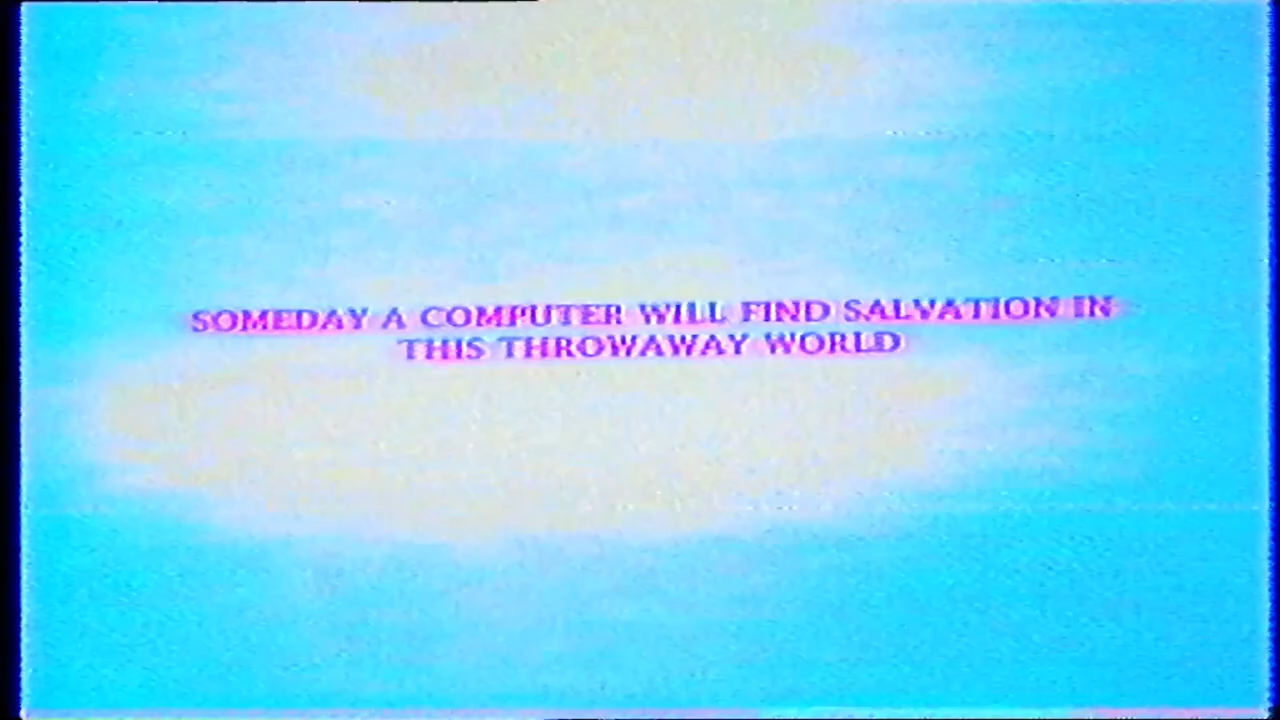 SOMEDAY A COMPUTER WILL FIND SALVATION IN
THIS THROWAWAY WORLD